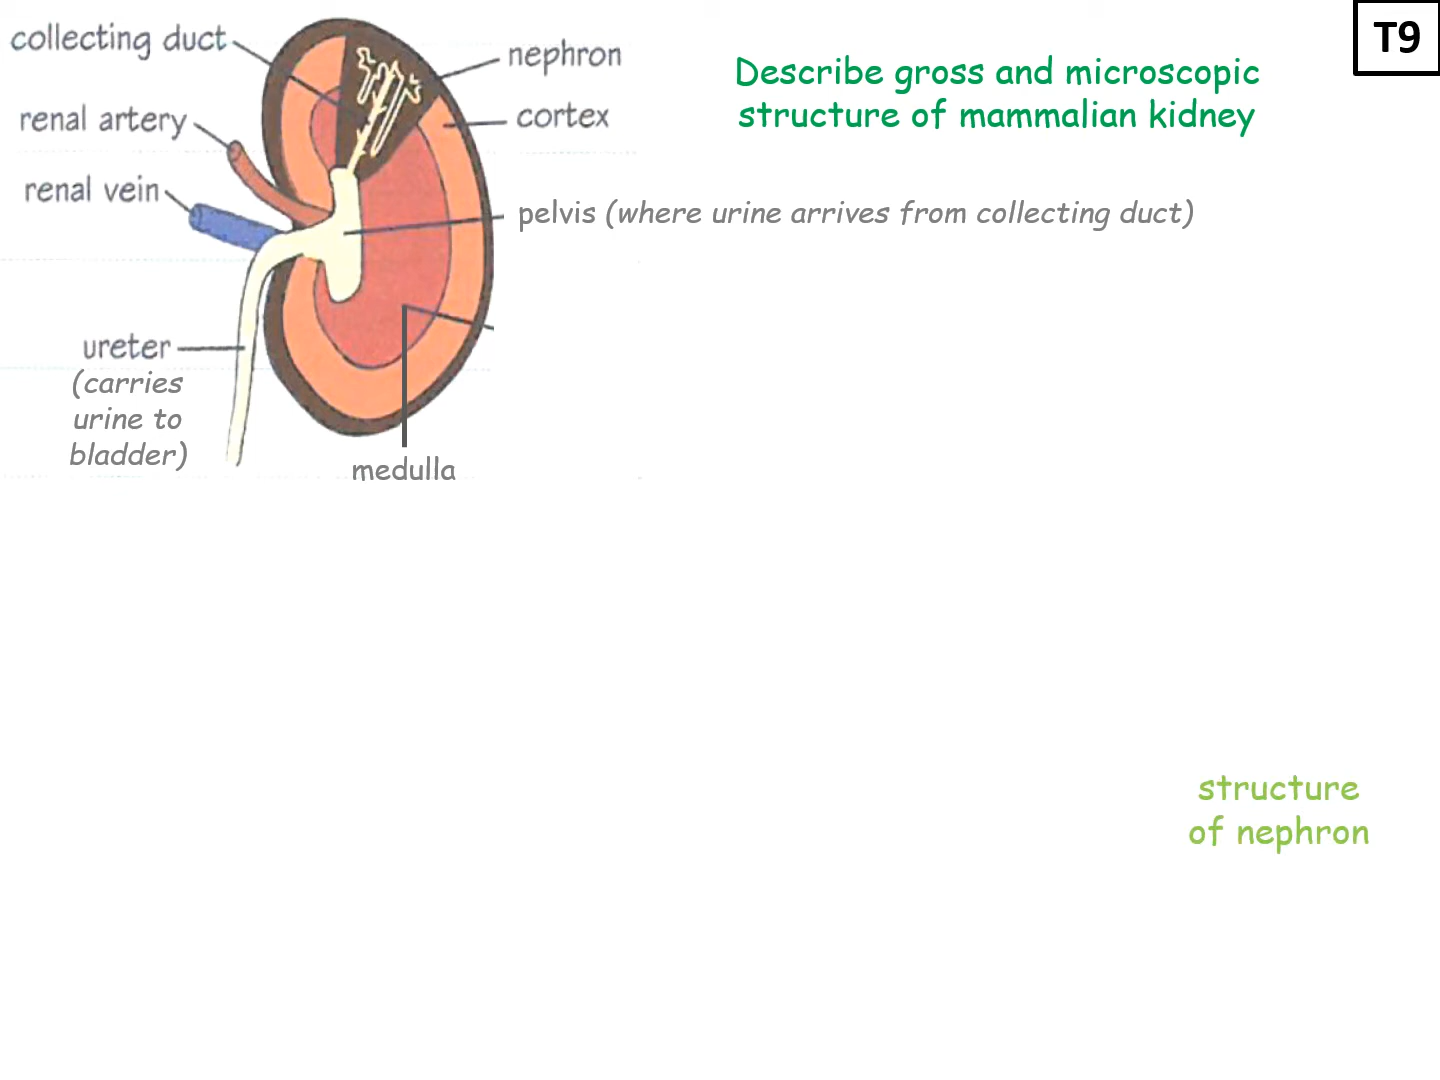 T9
Describe gross and microscopic
structure of mammalian kidney
collecting duct
nephron
renal artery
cortex
renal vein
pelvis (where urine arrives from collecting duct)
ureter
(carries
urine to
bladder)
medulla
structure
of nephron